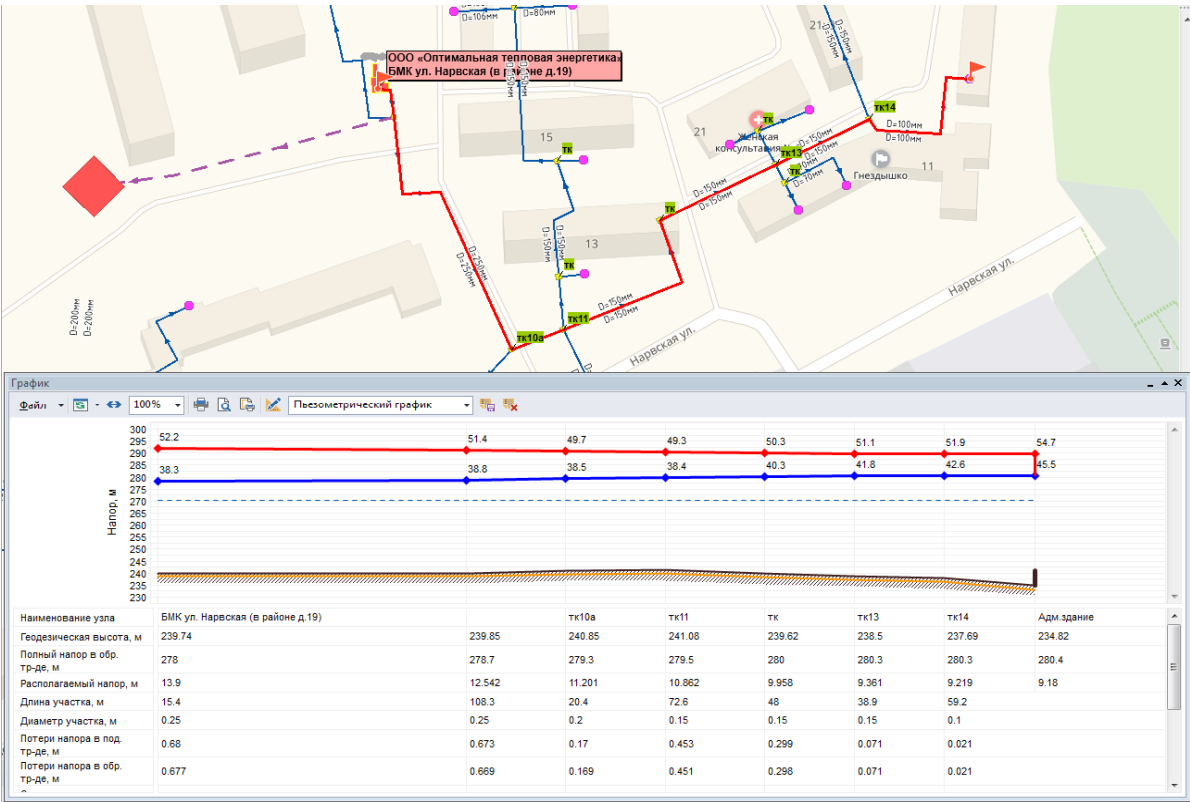 D=106мм
D=80мм
ООО «Оптимальная тепловая энергетика»
БМК ул. Нарвская (в районе д.19)
D=150мм
D=150мм
21
D=150мм
D=150мм
тк14
D=100мм
D=100мм
15
тк
21
тк
Женская
консультация
D=150мм
D=150мм
тк13
тк
D=70мм
Гнездышко
11
D=150мм
D=150мм
тк
13
D=150мм
D=150мм
тк
D=250мм
D=250мм
D=150мм
D=150мм
тк11
тк10а
D=200мм
D=200мм
Нарвская ул.
Нарвская ул.
График
Файл
100%
Пьезометрический график
Напор, м
300
295
290
285
280
275
270
265
260
255
250
245
240
235
230
52.2 51.4 49.7 49.3 50.3 51.1 51.9 54.7
38.3 38.8 38.5 38.4 40.3 41.8 42.6 45.5
Наименование узла БМК ул. Нарвская (в районе д.19) тк10а тк11 тк тк13 тк14 Адм.здание
Геодезическая высота, м 239.74 239.85 240.85 241.08 239.62 238.5 237.69 234.82
Полный напор в обр.
тр-де, м 278 278.7 279.3 279.5 280 280.3 280.3 280.4
Располагаемый напор, м 13.9 12.542 11.201 10.862 9.958 9.361 9.219 9.18
Длина участка, м 15.4 108.3 20.4 72.6 48 38.9 59.2
Диаметр участка, м 0.25 0.25 0.2 0.15 0.15 0.15 0.1
Потери напора в под.
тр-де, м 0.68 0.673 0.17 0.453 0.299 0.071 0.021
Потери напора в обр.
тр-де, м 0.677 0.669 0.169 0.451 0.298 0.071 0.021